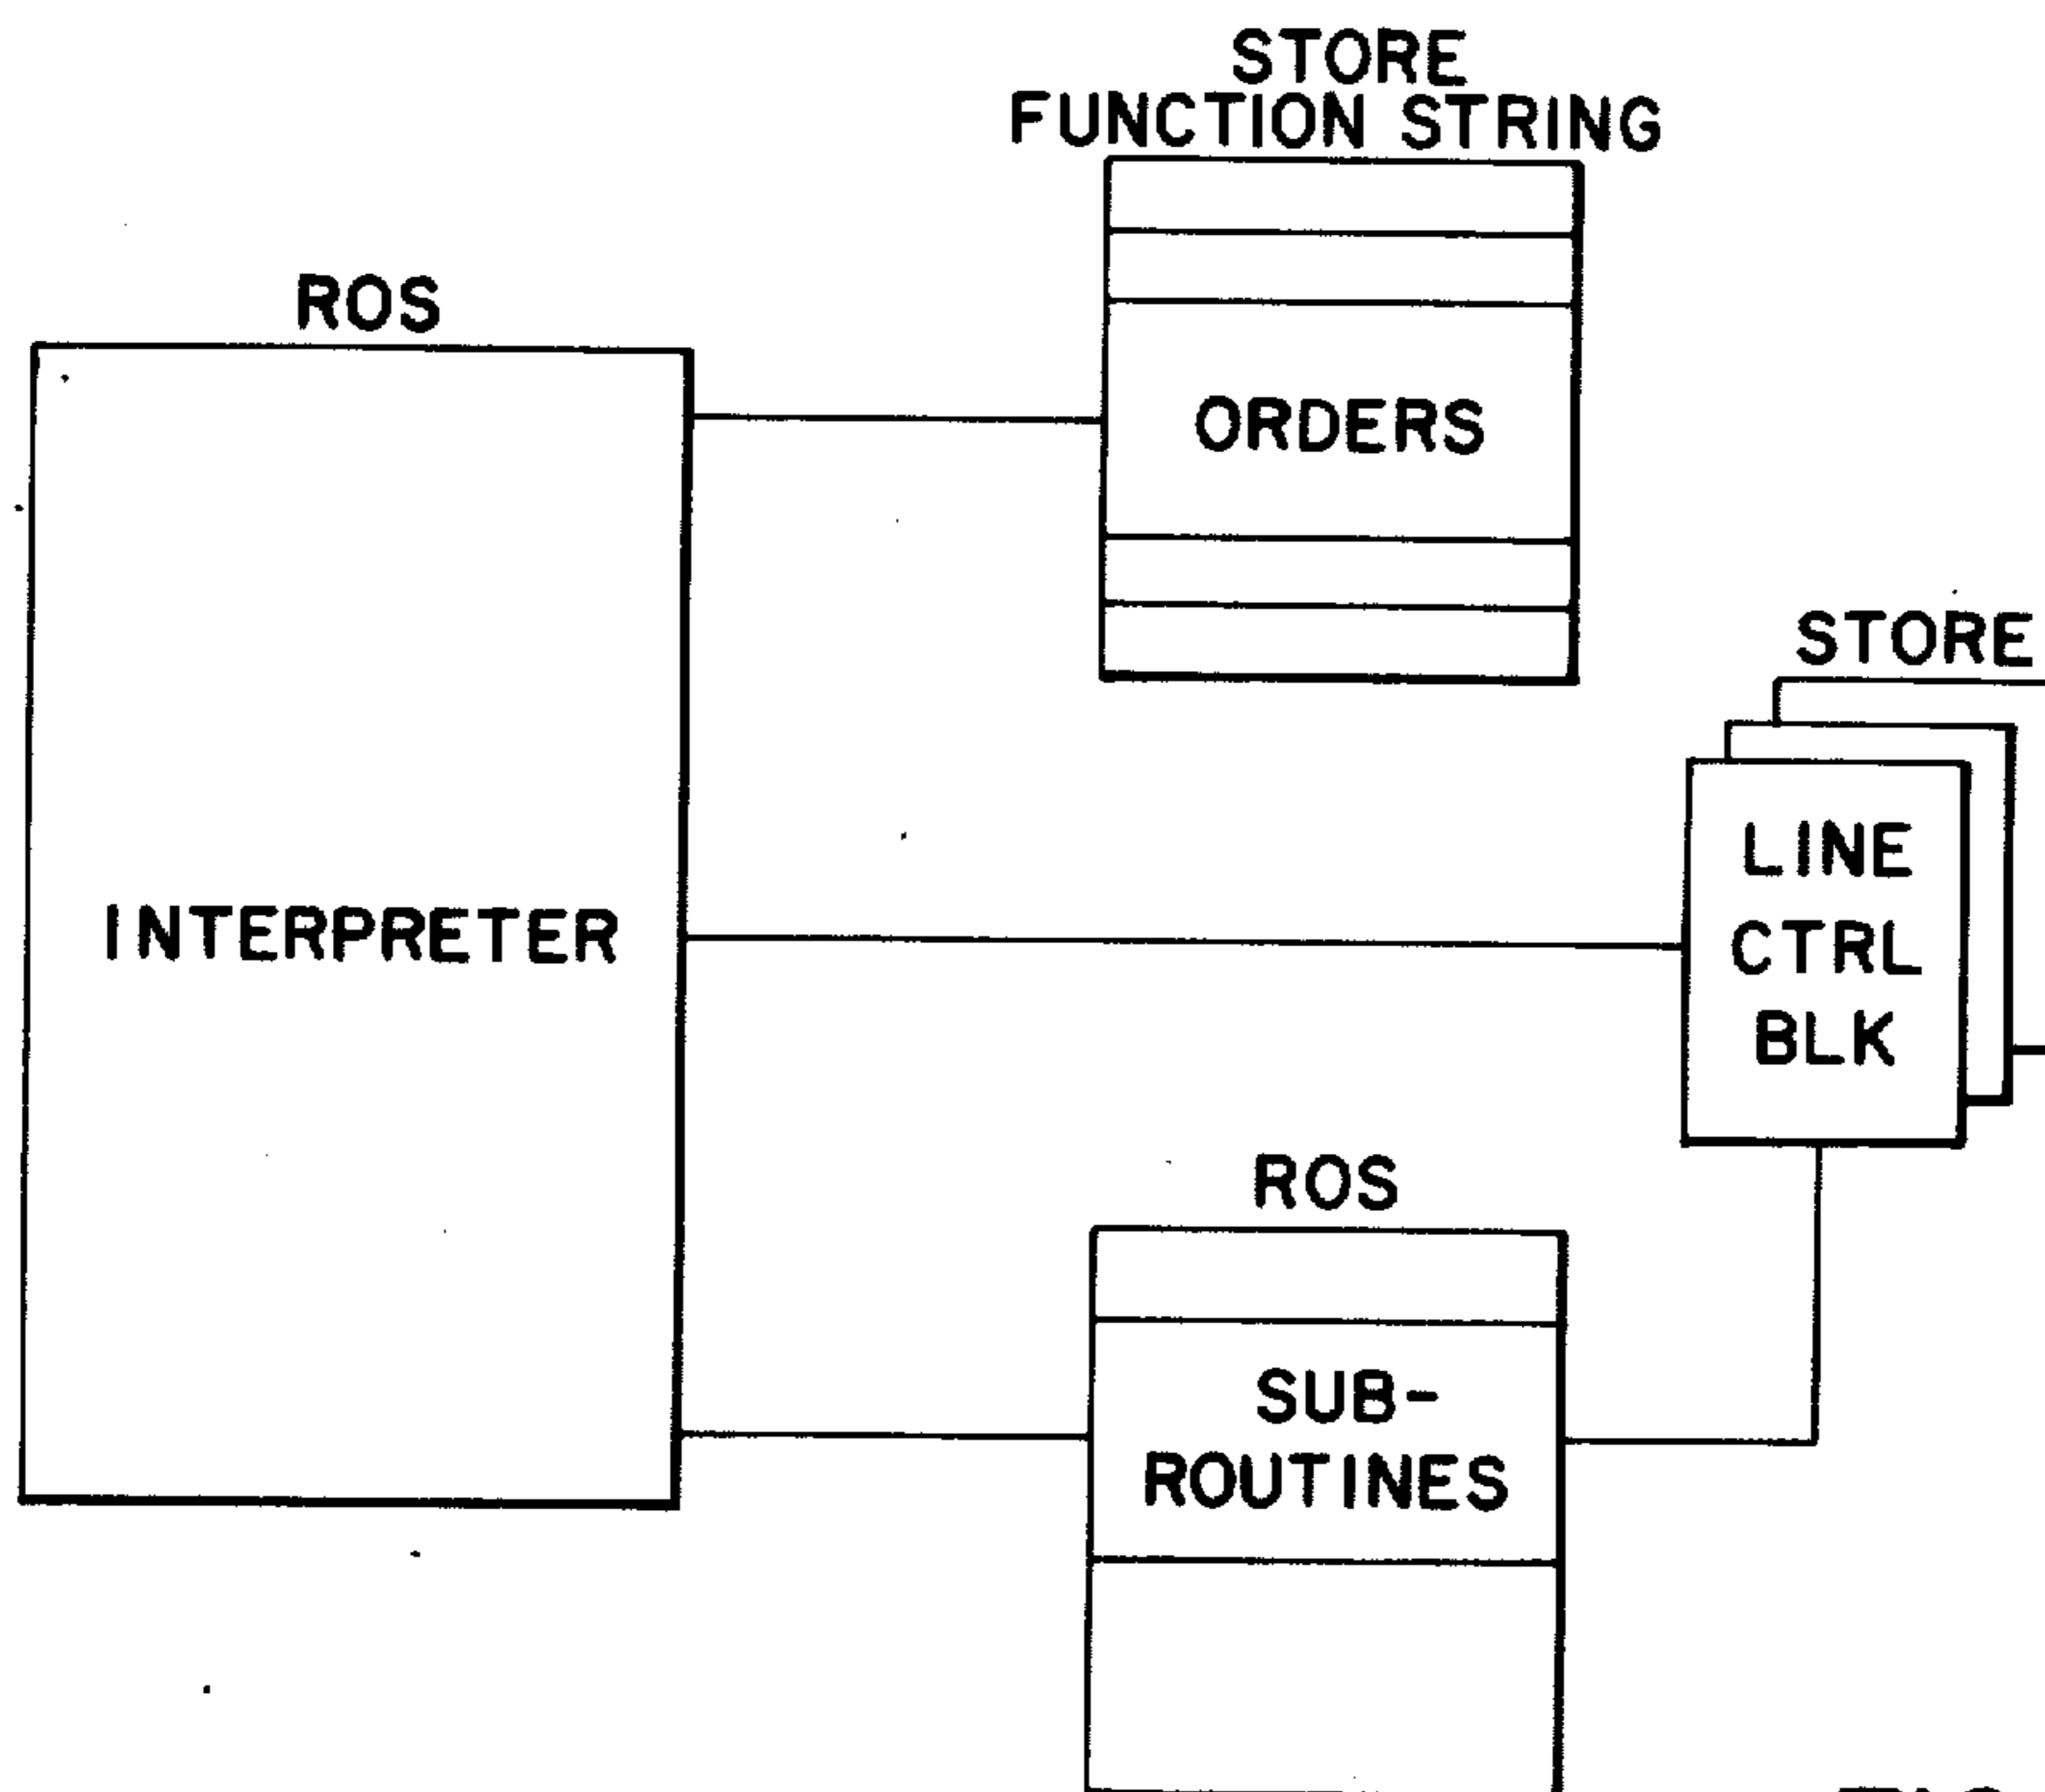 STORE
FUNCTION STRING
ROS
ORDERS
INTERPRETER
STORE
LINE
CTRL
BLK
ROS
SUB-
ROUTINES